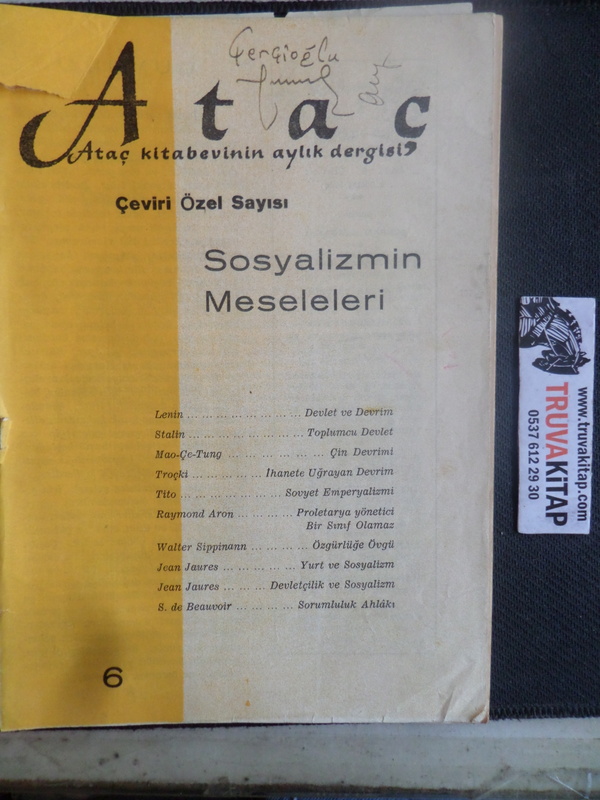 Çerçioğlu
Ataç
Ataç kitabevinin aylık dergisi
Çeviri Özel Sayısı
Sosyalizmin
Meseleleri
Lenin ... ... ... ... ... ... ... ... Devlet ve Devrim
Stalin ... ... ... ... ... ... ... ... Toplumcu Devlet
Mao-Çe-Tung ... ... ... ... ... Çin Devrimi
Troçki ... ... ... ... ... İhanete Uğrayan Devrim
Tito ... ... ... ... ... ... ... Sovyet Emperyalizmi
Raymond Aron ... ... ... ... Proletarya yönetici
Bir Sınıf Olamaz
Walter Sippinann ... ... ... ... Özgürlüğe Övgü
Jean Jaures ... ... ... ... ... Yurt ve Sosyalizm
Jean Jaures ... ... ... Devletçilik ve Sosyalizm
S. de Beauvoir ... ... ... ... Sorumluluk Ahlâkı
6
www.truvakitap.com
TRUVAKiTAP
0537 612 29 30